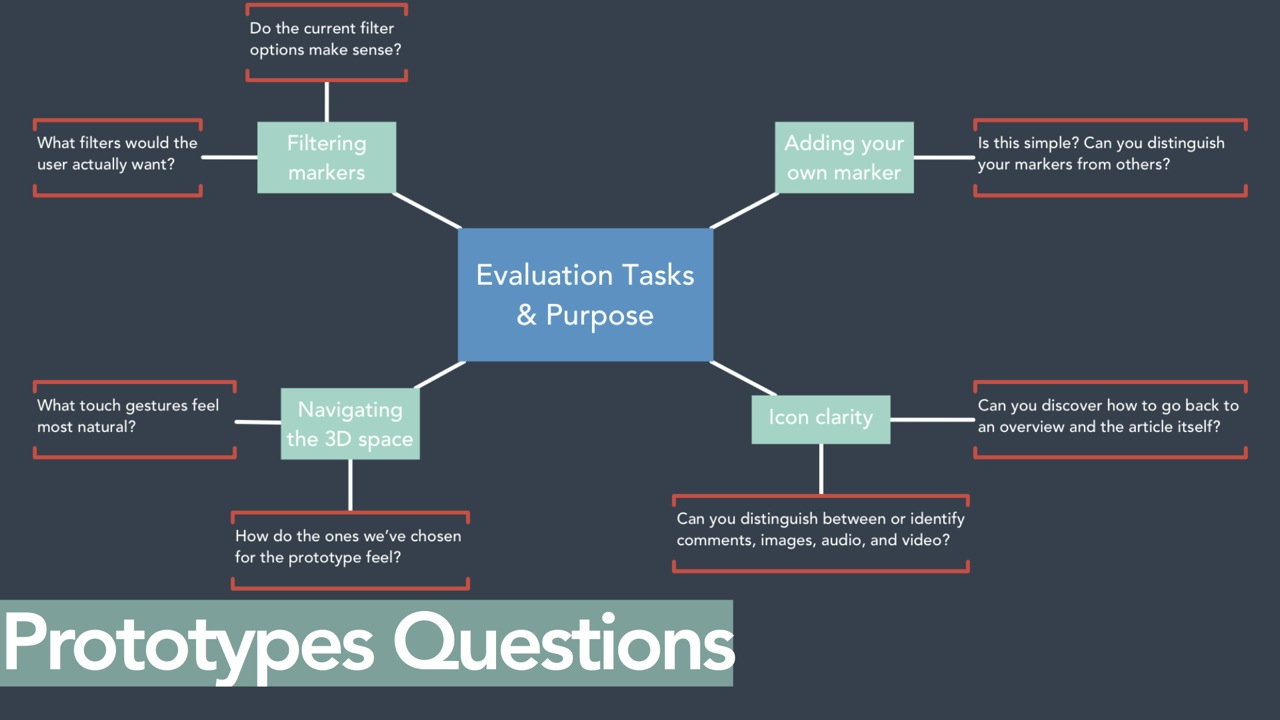 Do the current filter
options make sense?
What filters would the
user actually want?
Filtering
markers
Adding your
own marker
Is this simple? Can you distinguish
your markers from others?
Evaluation Tasks
& Purpose
What touch gestures feel
most natural?
Navigating
the 3D space
How do the ones we’ve chosen
for the prototype feel?
Icon clarity
Can you discover how to go back to
an overview and the article itself?
Can you distinguish between or identify
comments, images, audio, and video?
Prototypes Questions